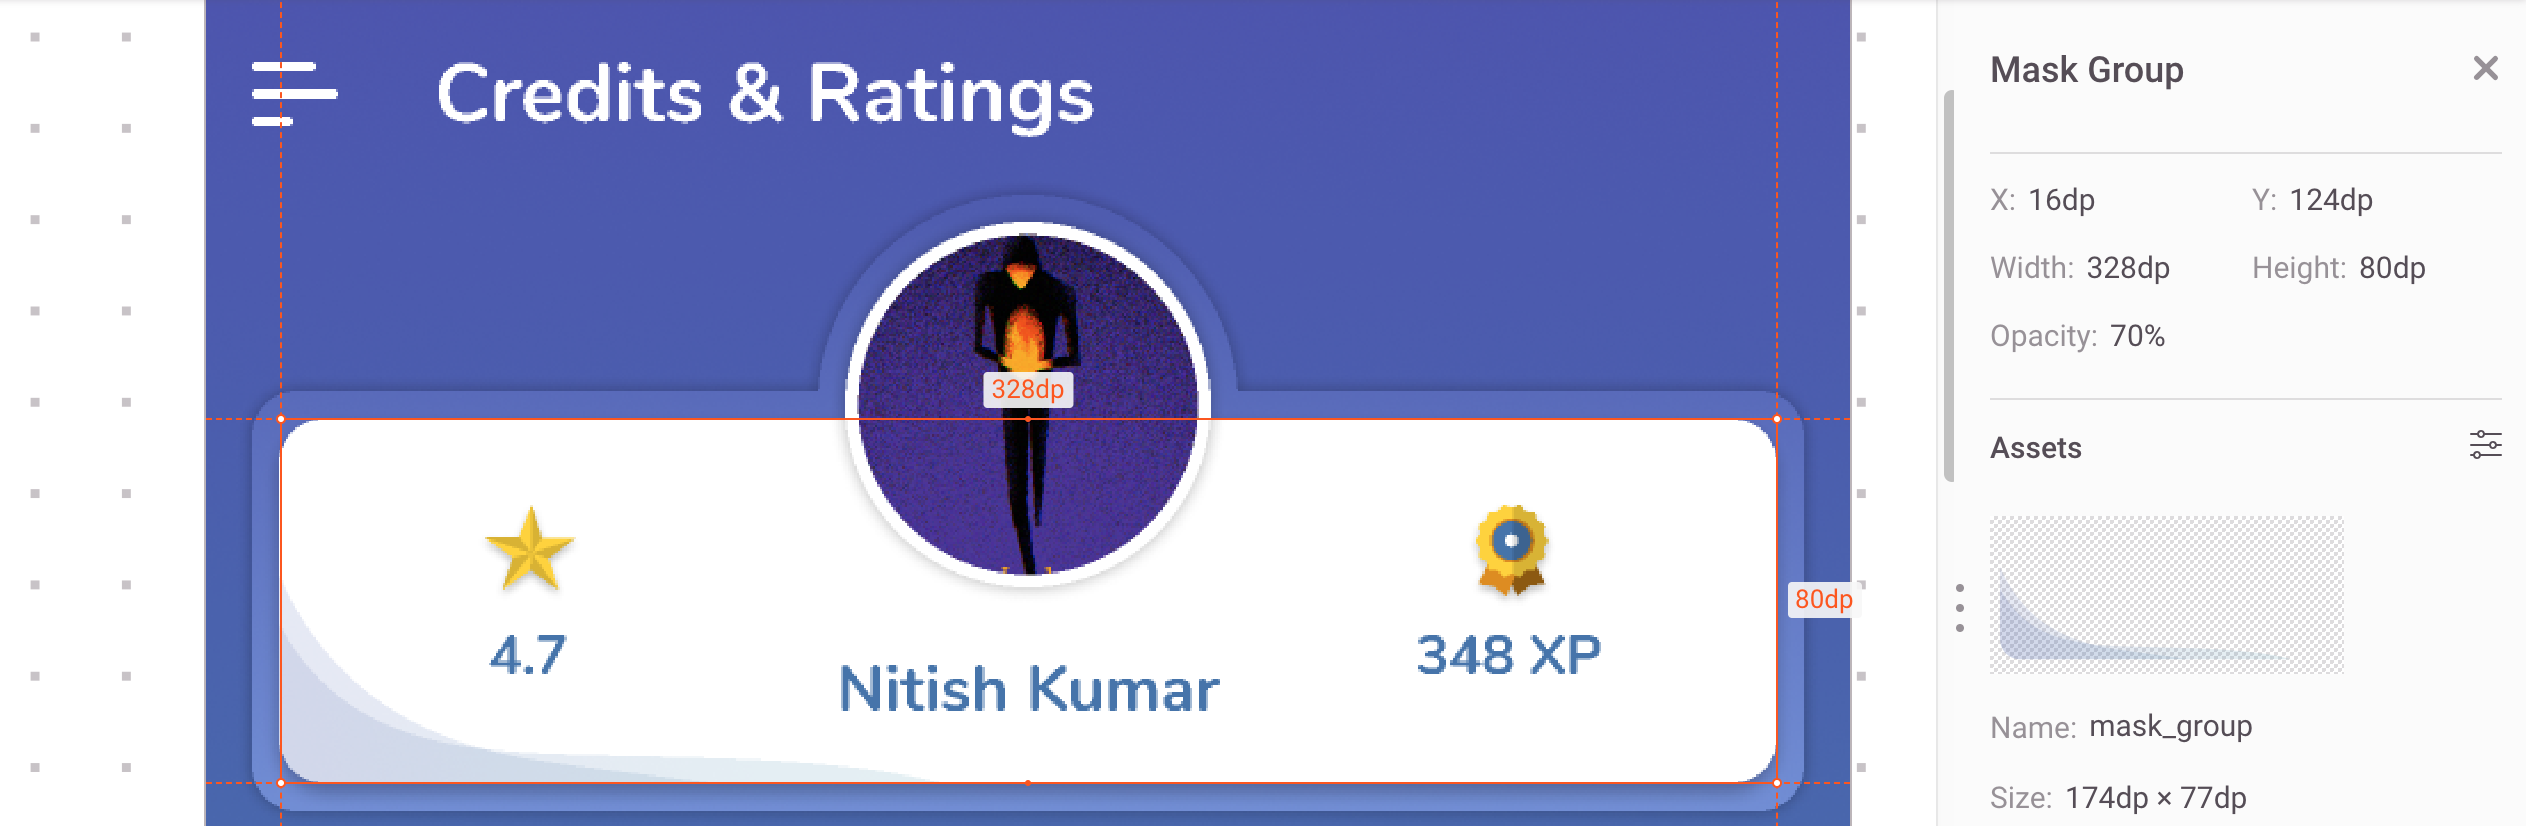 Credits & Ratings
328dp
4.7
Nitish Kumar
348 XP
80dp
Mask Group
X: 16dp Y: 124dp
Width: 328dp Height: 80dp
Opacity: 70%
Assets
Name: mask_group
Size: 174dp × 77dp